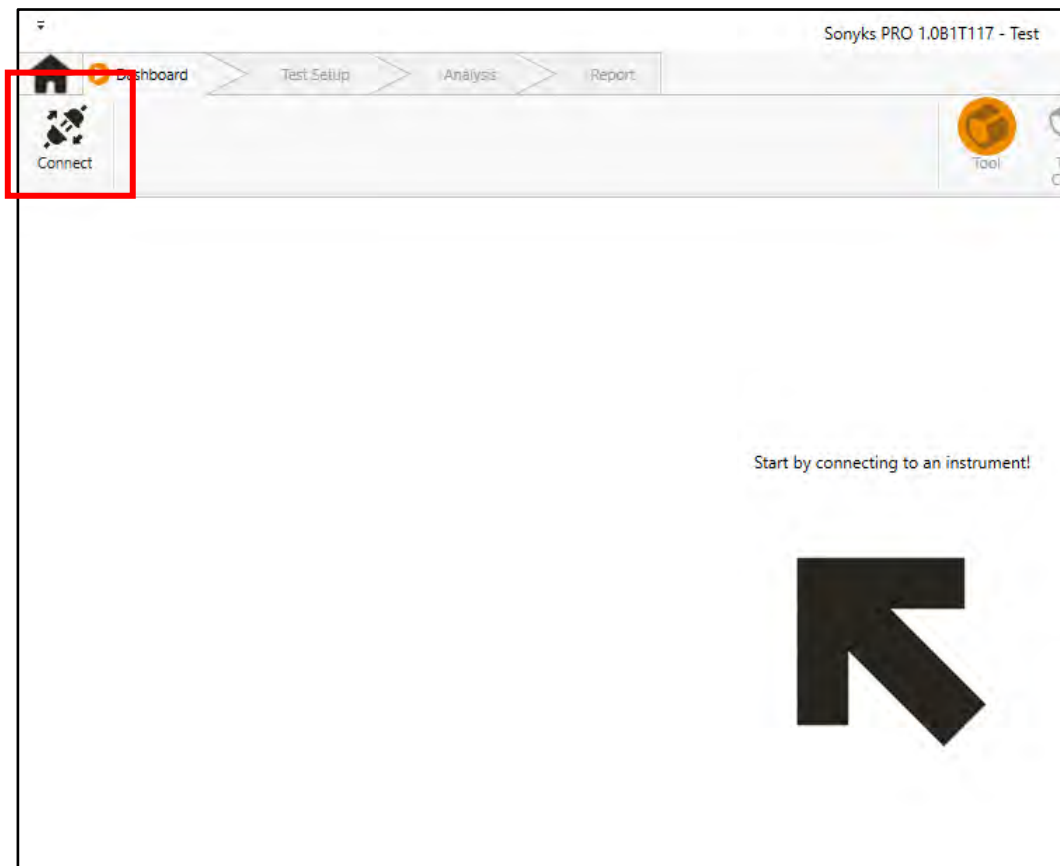 Sonyks PRO 1.0B1T117 - Test
Dashboard
Test Setup
Analysis
Report
Connect
Tool
Start by connecting to an instrument!